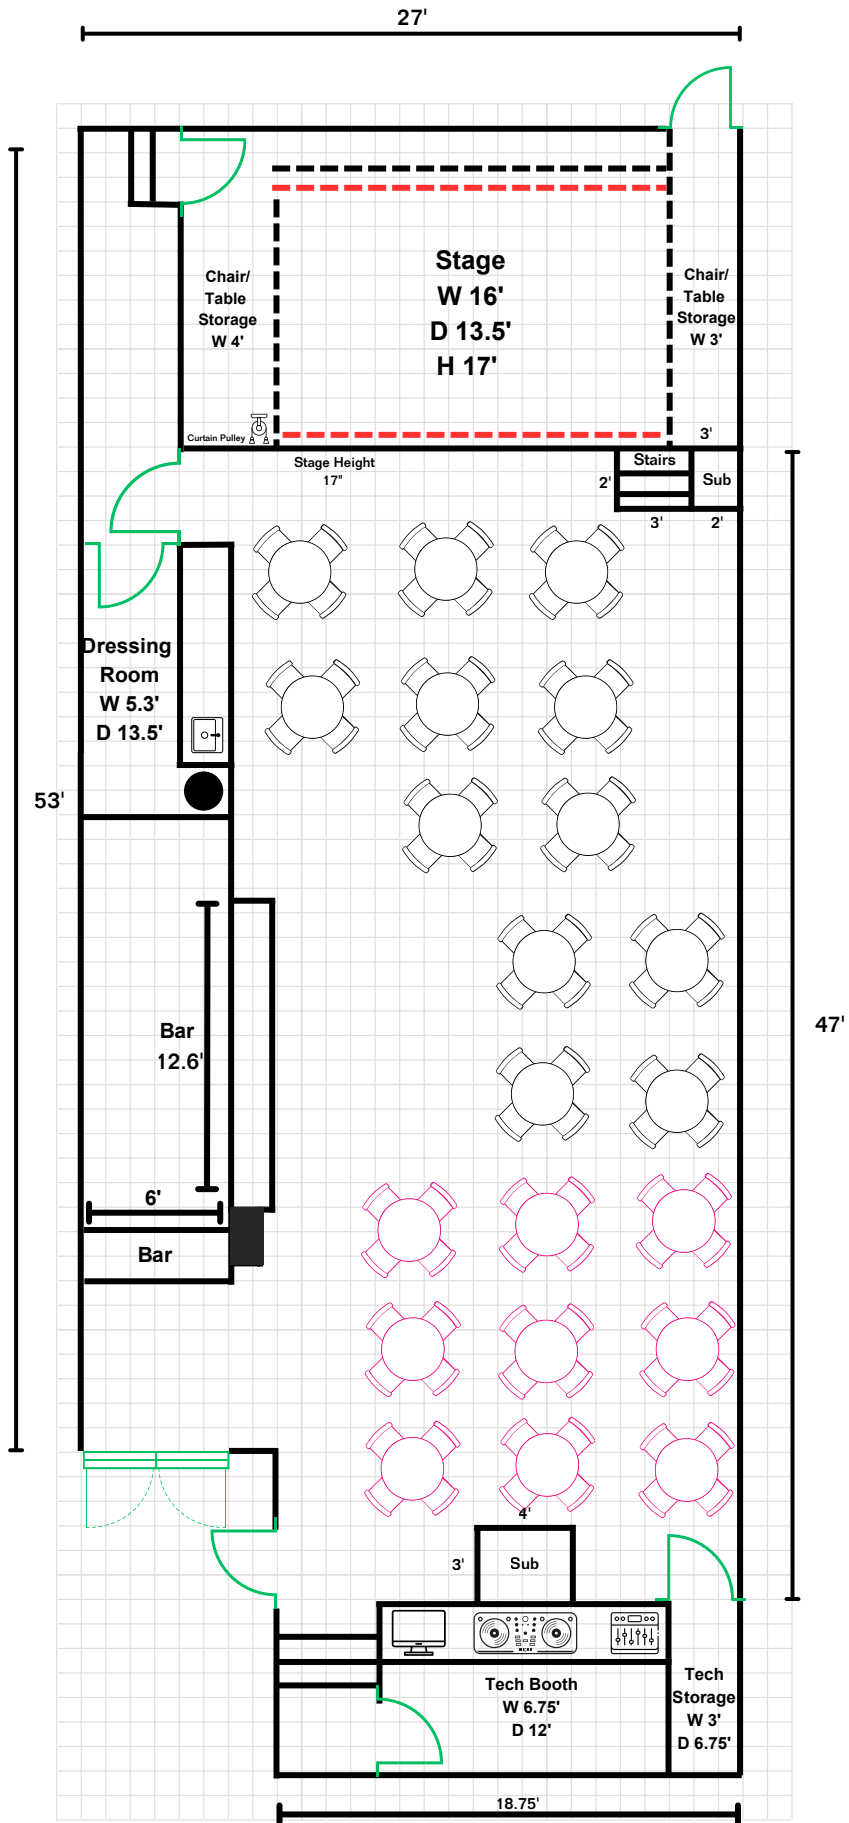 27'
Stage
W 16'
D 13.5'
H 17'
Chair/
Table
Storage
W 4'
Chair/
Table
Storage
W 3'
Curtain Pulley
3'
Stage Height
17"
Stairs
Sub
2'
3'
2'
Dressing
Room
W 5.3'
D 13.5'
53'
Bar
12.6'
47'
6'
Bar
4'
3'
Sub
Tech Booth
W 6.75'
D 12'
Tech
Storage
W 3'
D 6.75'
18.75'